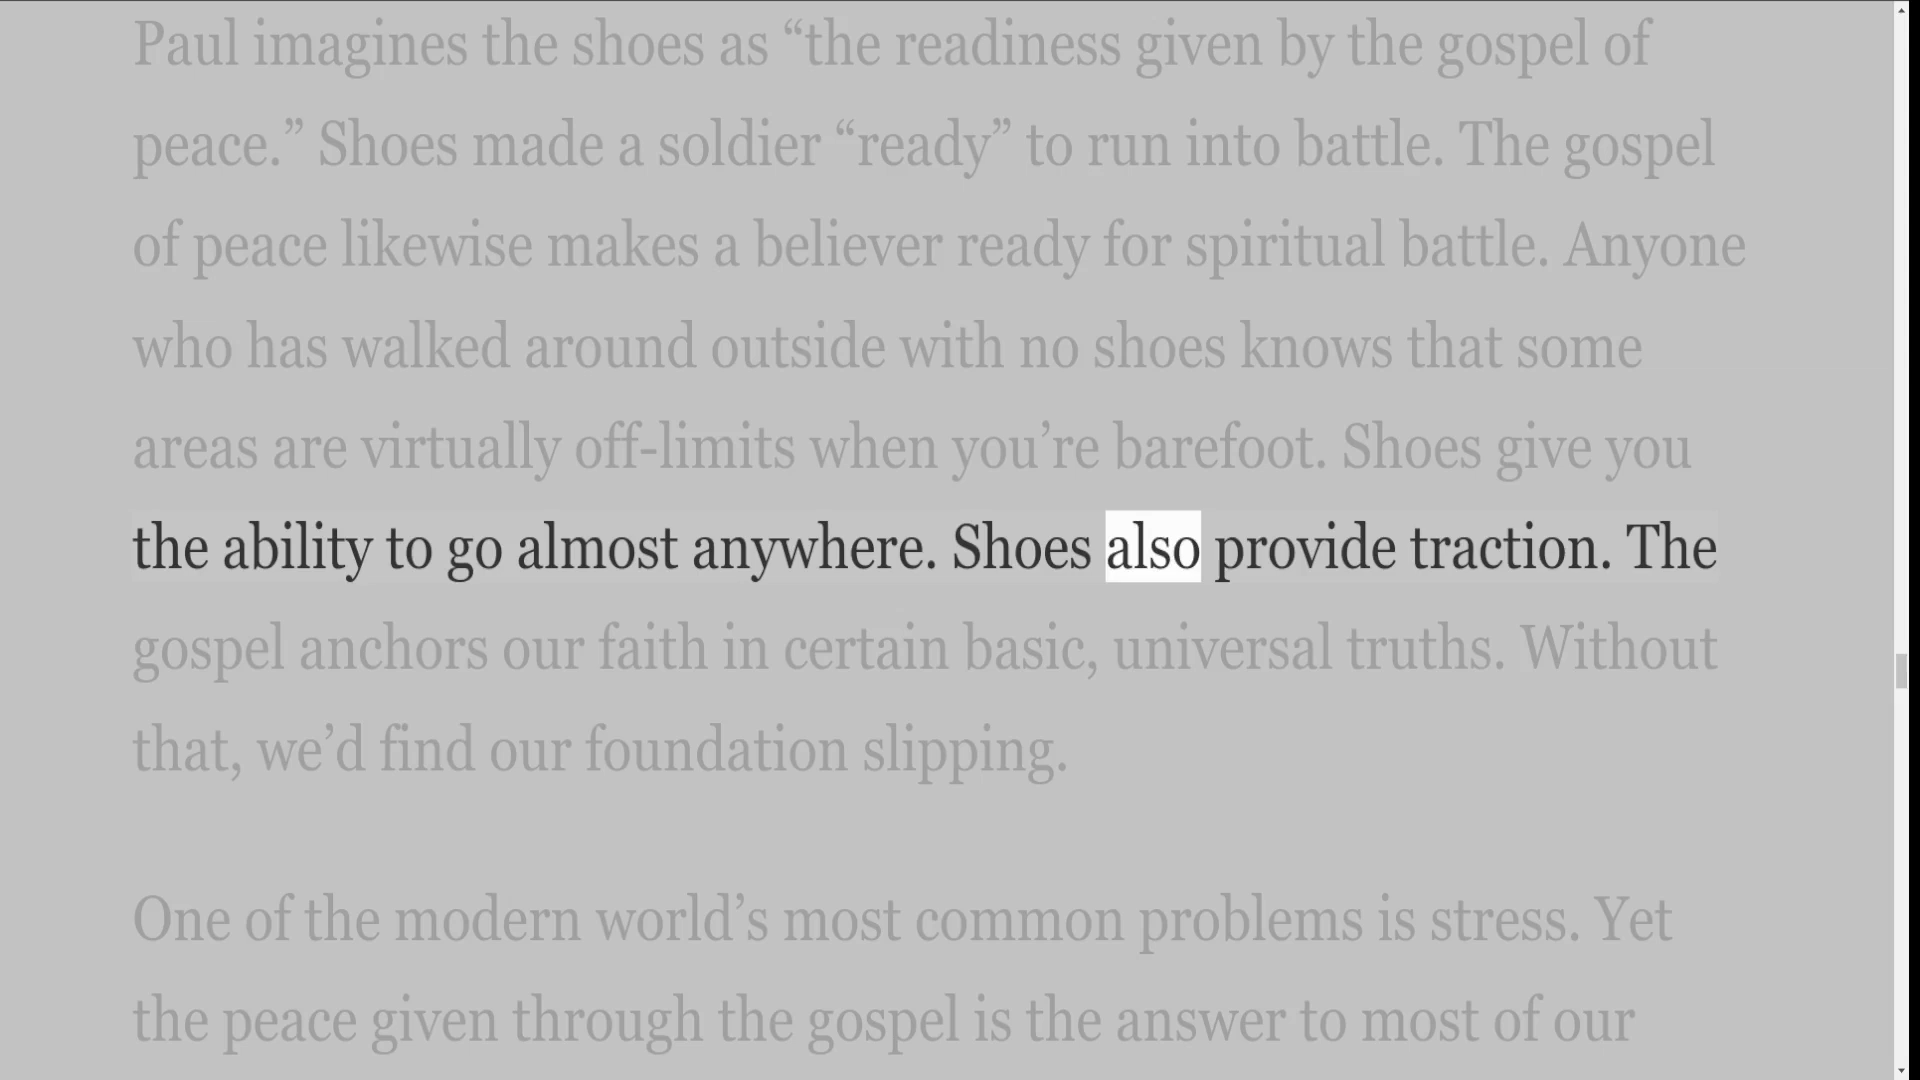 Paul imagines the shoes as “the readiness given by the gospel of
peace.” Shoes made a soldier “ready” to run into battle. The gospel
of peace likewise makes a believer ready for spiritual battle. Anyone
who has walked around outside with no shoes knows that some
areas are virtually off-limits when you’re barefoot. Shoes give you
the ability to go almost anywhere. Shoes also provide traction. The
gospel anchors our faith in certain basic, universal truths. Without
that, we’d find our foundation slipping.
One of the modern world’s most common problems is stress. Yet
the peace given through the gospel is the answer to most of our